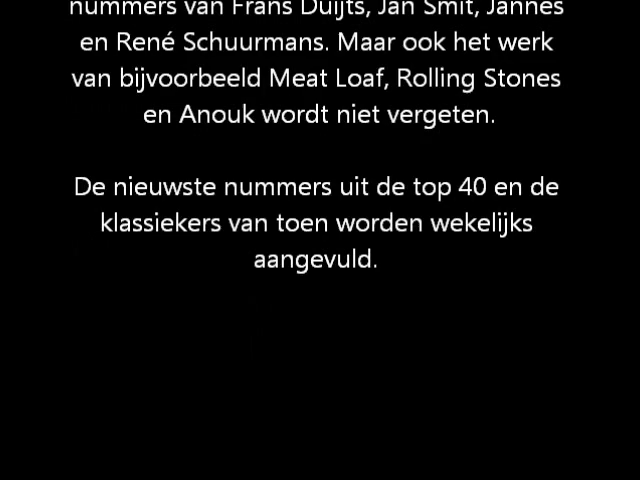 nummers van Frans Duijts, Jan Smit, Jannes
en René Schuurmans. Maar ook het werk
van bijvoorbeeld Meat Loaf, Rolling Stones
en Anouk wordt niet vergeten.
De nieuwste nummers uit de top 40 en de
klassiekers van toen worden wekelijks
aangevuld.